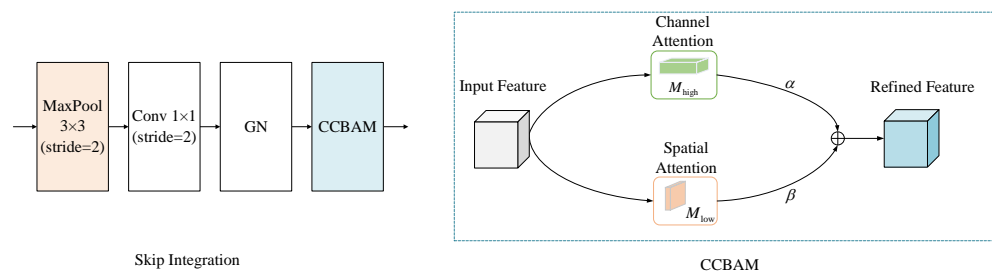 MaxPool
3×3
(stride=2)
Conv 1×1
(stride=2)
GN
CCBAM
Skip Integration
Input Feature
Channel
Attention
M_high
α
Spatial
Attention
M_low
β
Refined Feature
CCBAM